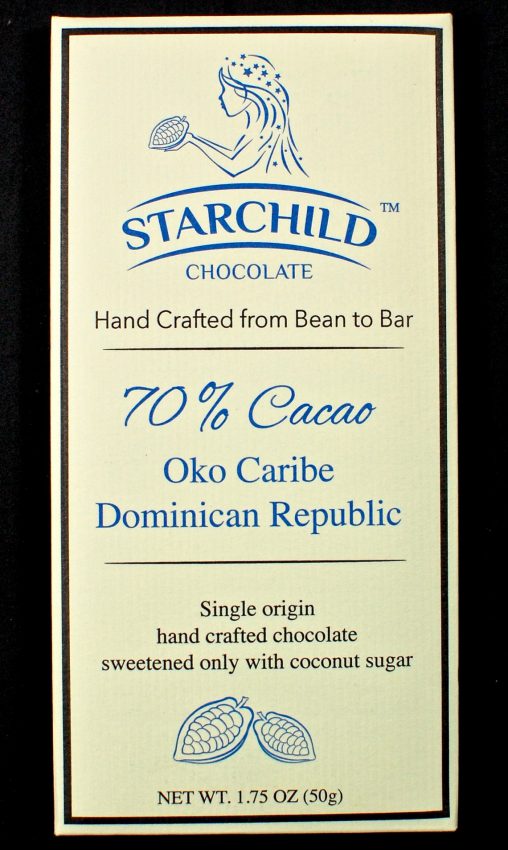 STARCHILD™
CHOCOLATE
Hand Crafted from Bean to Bar
70% Cacao
Oko Caribe
Dominican Republic
Single origin
hand crafted chocolate
sweetened only with coconut sugar
NET WT. 1.75 OZ (50g)